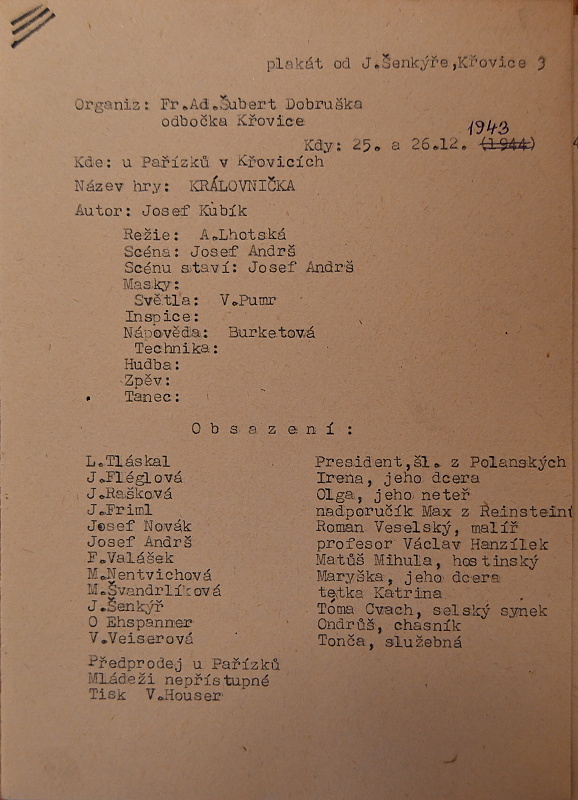 plakát od J.Šenkýře,Křovice 3
Organiz: Fr.Ad.Šubert Dobruška
odbočka Křovice
1943
Kdy: 25. a 26.12. (1944)
Kde: u Pařízků v Křovicích
Název hry: KRÁLOVNIČKA
Autor: Josef Kubík
Režie: A.Lhotská
Scéna: Josef Andrš
Scénu staví: Josef Andrš
Masky:
Světla: V.Pumr
Inspice:
Nápověda: Burketová
Technika:
Hudba:
Zpěv:
Tanec:
Obsazení:
L.Tláskal President,šl. z Polanských
J.Fléglová Irena, jeho dcera
J.Rašková Olga, jeho neteř
J.Friml nadporučík Max z Reinsteinů
Josef Novák Roman Veselský, malíř
Josef Andrš profesor Václav Hanzílek
F.Valášek Matůš Mihula, hostinský
M.Nentvichová Maryška, jeho dcera
M.Švandrlíková tetka Katrina
J.Šenkýř Tóma Cvach, selský synek
O Ehspanner Ondrůš, chasník
V.Veiserová Tonča, služebná
Předprodej u Pařízků
Mládeži nepřístupné
Tisk V.Houser